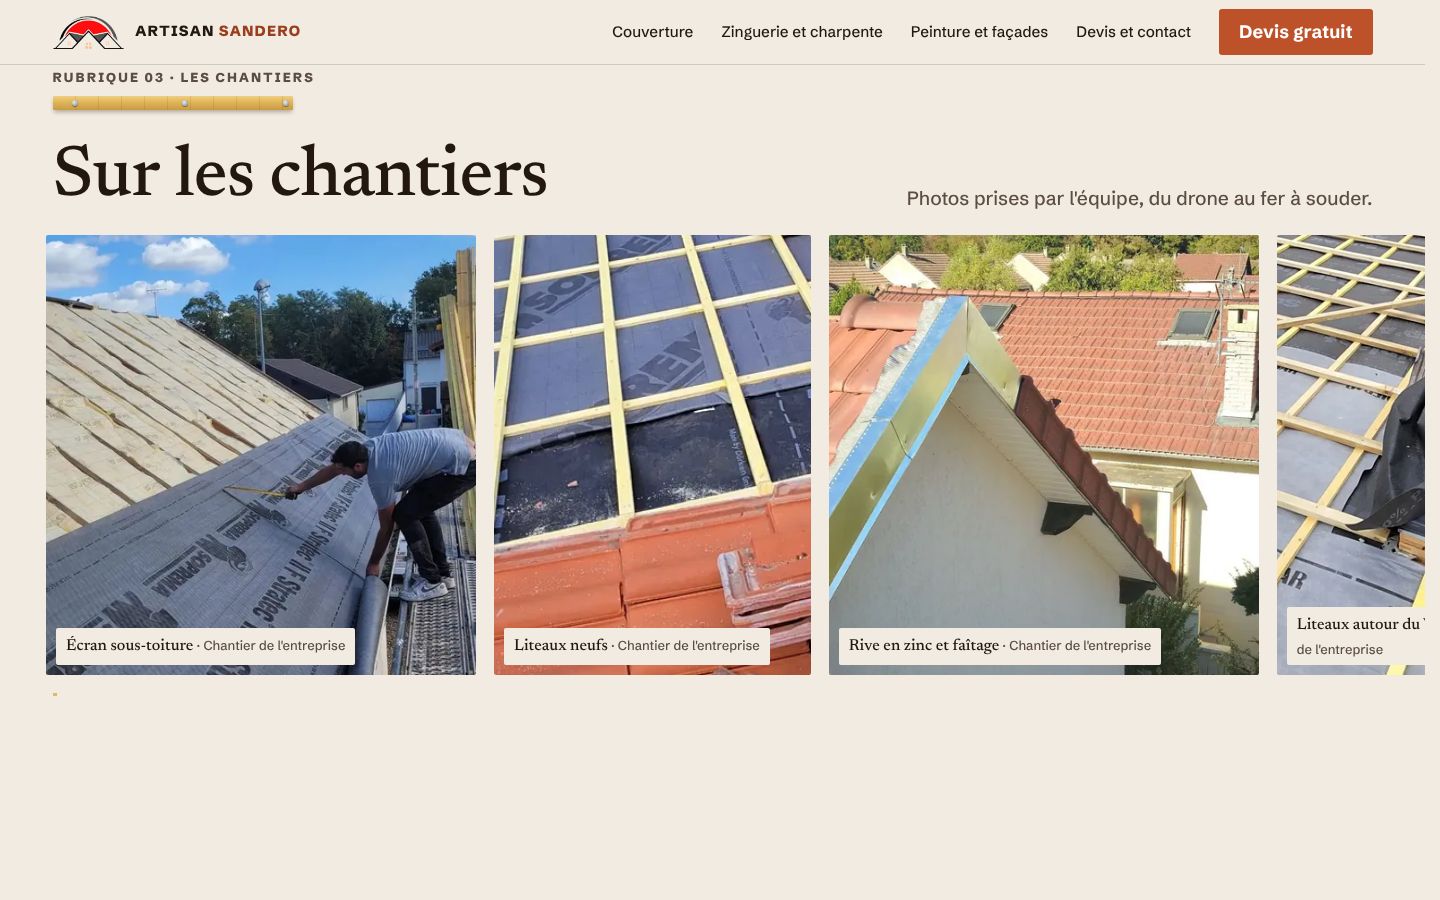 ARTISAN SANDERO
Couverture
Zinguerie et charpente
Peinture et façades
Devis et contact
Devis gratuit
RUBRIQUE 03 · LES CHANTIERS
Sur les chantiers
Photos prises par l'équipe, du drone au fer à souder.
SOPREMA
Stratec
Écran sous-toiture · Chantier de l'entreprise
Liteaux neufs · Chantier de l'entreprise
Rive en zinc et faîtage · Chantier de l'entreprise
Liteaux autour du
de l'entreprise